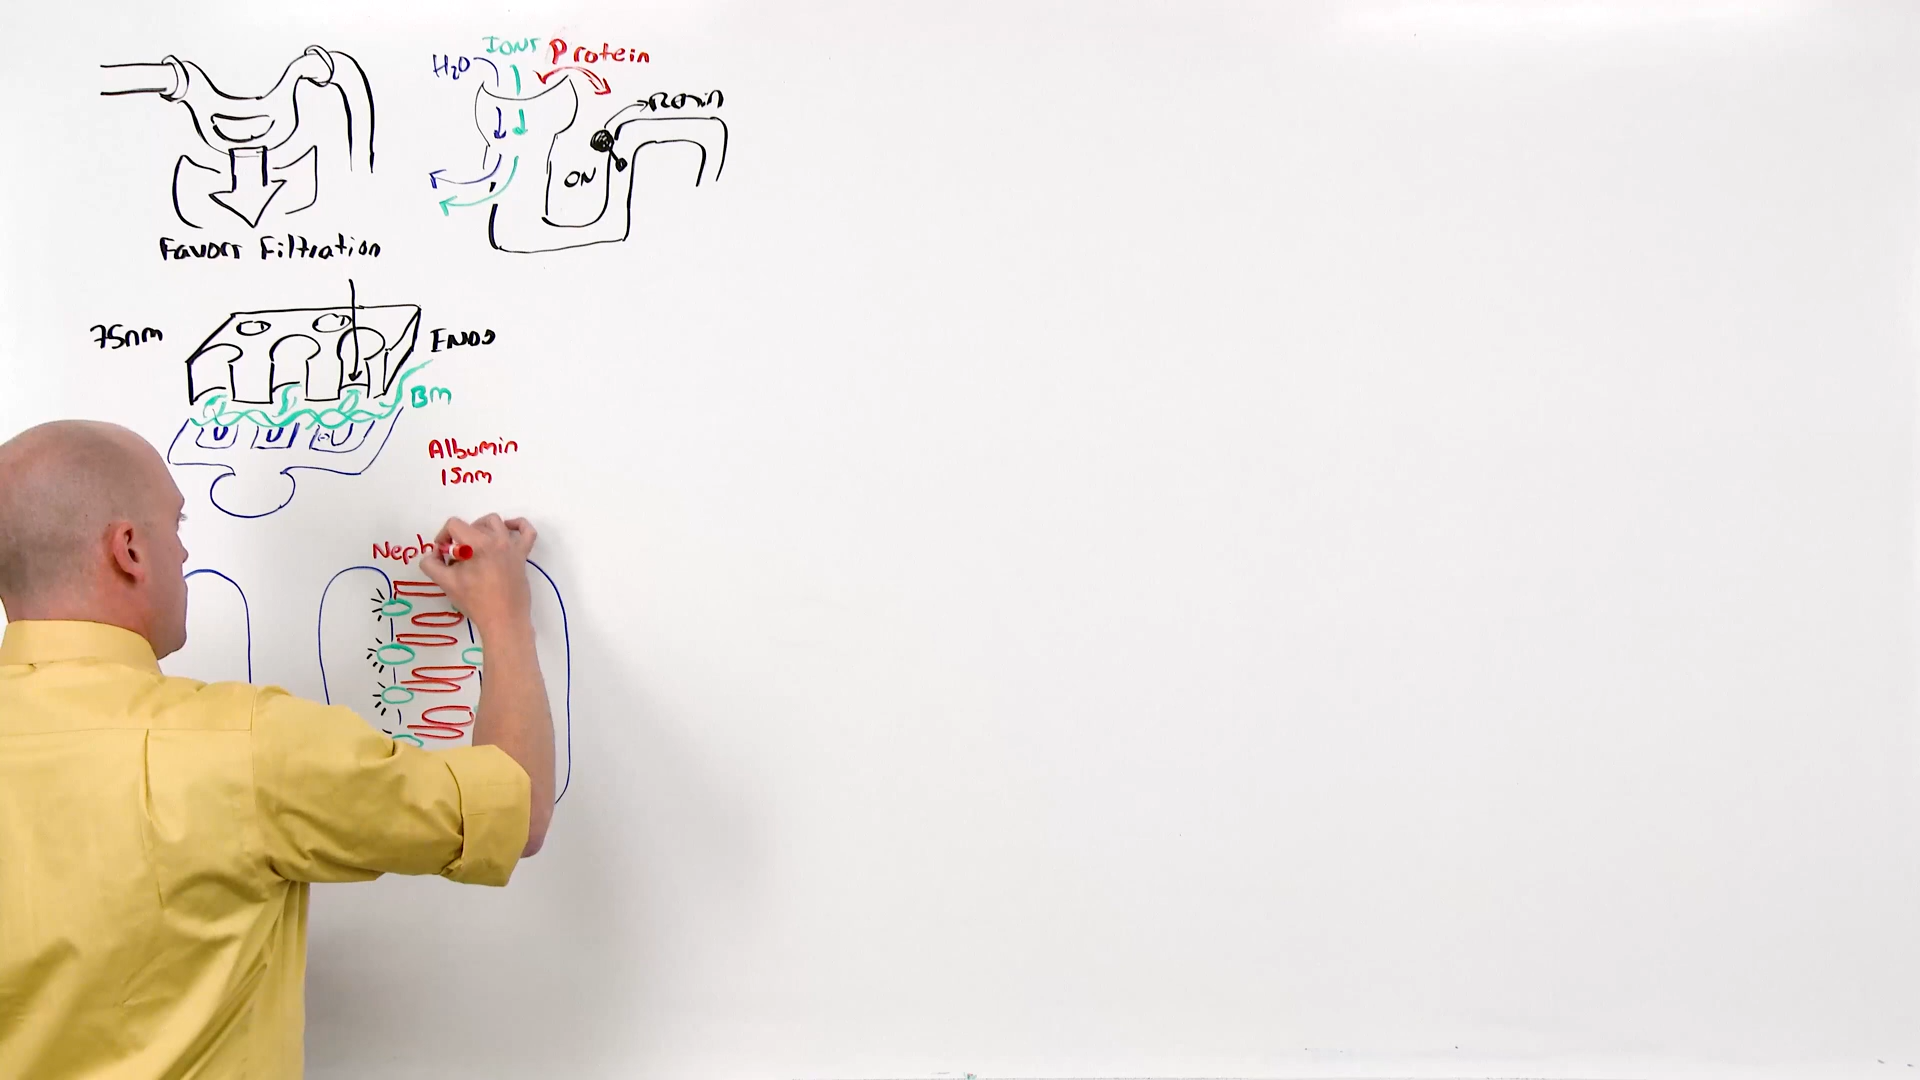 H₂O Ions Protein
Renin
ON
Favors Filtration
75nm
Endo
BM
Albumin
15nm
Neph